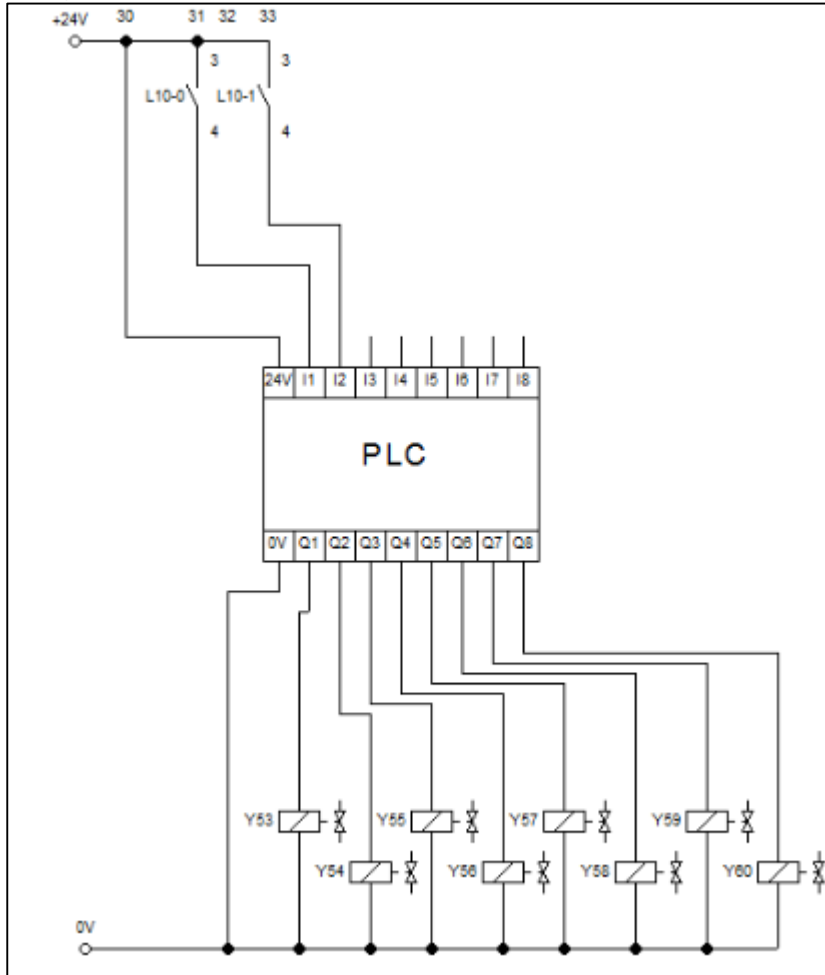 +24V 30 31 32 33
3 3
L10-0 L10-1
4 4
24V I1 I2 I3 I4 I5 I6 I7 I8
PLC
0V Q1 Q2 Q3 Q4 Q5 Q6 Q7 Q8
Y53 Y55 Y57 Y59
Y54 Y56 Y58 Y60
0V